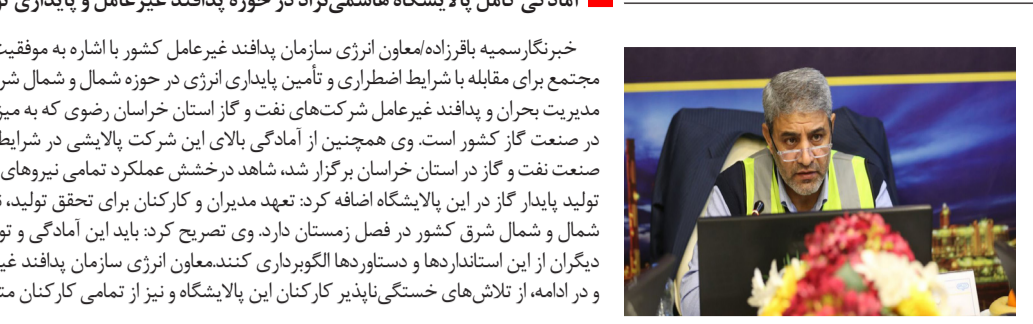 آمادگی کامل پالایشگاه هاشمی‌نژاد در حوزه پدافند غیرعامل و پایداری
خبرنگارسمیه باقرزاده/معاون انرژی سازمان پدافند غیرعامل کشور با اشاره به موفقیت
مجتمع برای مقابله با شرایط اضطراری و تأمین پایداری انرژی در حوزه شمال و شمال شر
مدیریت بحران و پدافند غیرعامل شرکت‌های نفت و گاز استان خراسان رضوی که به میز
در صنعت گاز کشور است. وی همچنین از آمادگی بالای این شرکت پالایشی در شرایط
صنعت نفت و گاز در استان خراسان برگزار شد، شاهد درخشش عملکرد تمامی نیروهای
تولید پایدار گاز در این پالایشگاه اضافه کرد: تعهد مدیران و کارکنان برای تحقق تولید،
شمال و شمال شرق کشور در فصل زمستان دارد. وی تصریح کرد: باید این آمادگی و تو
دیگران از این استانداردها و دستاوردها الگوبرداری کنند.معاون انرژی سازمان پدافند غیر
و در ادامه، از تلاش‌های خستگی‌ناپذیر کارکنان این پالایشگاه و نیز از تمامی کارکنان مت